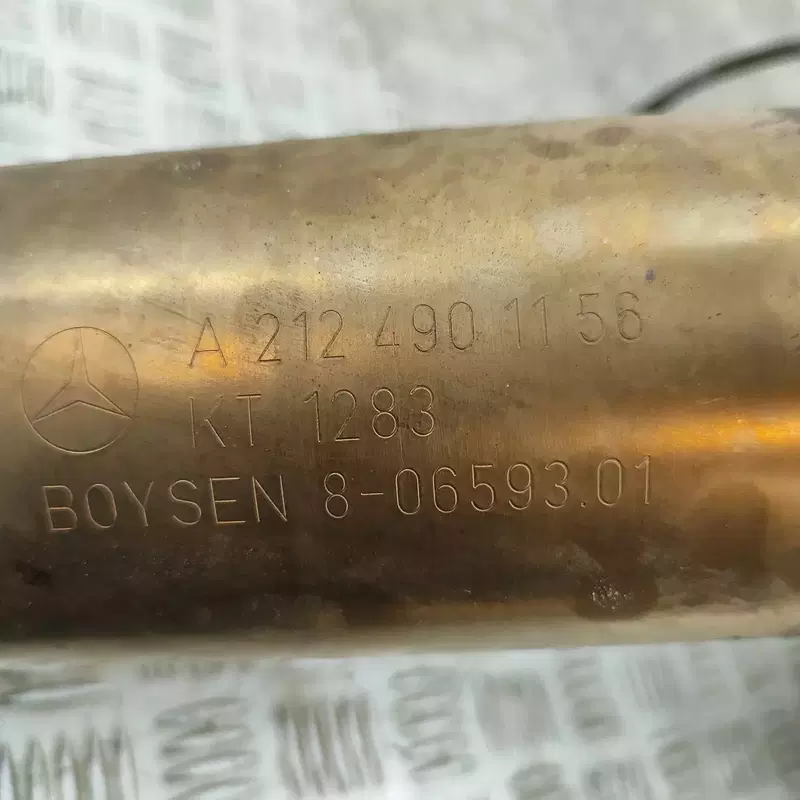 A 212 490 11 56
KT 1283
BOYSEN 8-06593.01